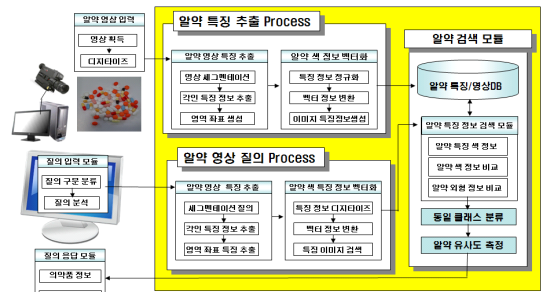 알약 영상 입력
영상 획득
디지타이즈
알약 특징 추출 Process
알약 영상 특징 추출
영상 세그멘테이션
각인 특징 정보 추출
영역 좌표 생성
알약 색 정보 벡터화
특징 정보 정규화
벡터 정보 변환
이미지 특징정보생성
알약 검색 모듈
알약 특징/영상DB
알약 특징 정보 검색 모듈
알약 특징 색 정보
알약 색 정보 비교
알약 외형 정보 비교
동일 클래스 분류
알약 유사도 측정
알약 영상 질의 Process
질의 입력 모듈
질의 구문 분류
질의 분석
알약 영상 특징 추출
세그멘테이션 질의
각인 특징 정보 추출
영역 좌표 특징 추출
알약 색 특징 정보 벡터화
특징 정보 디지타이즈
벡터 정보 변환
특징 이미지 검색
질의 응답 모듈
의약품 정보